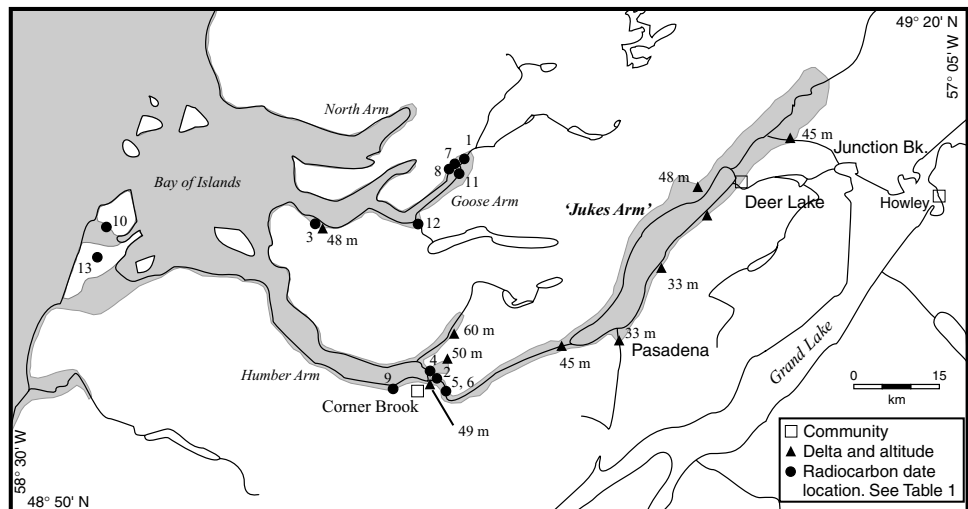 49° 20' N
57° 05' W
North Arm
1
7
8
11
45 m
Junction Bk.
Bay of Islands
Goose Arm
48 m
'Jukes Arm'
Deer Lake
Howley
10
3
48 m
12
13
33 m
60 m
33 m
50 m
45 m
Pasadena
Grand Lake
Humber Arm
4
2
9
5, 6
Corner Brook
49 m
0
15
km
Community
Delta and altitude
Radiocarbon date
location. See Table 1
58° 30' W
48° 50' N